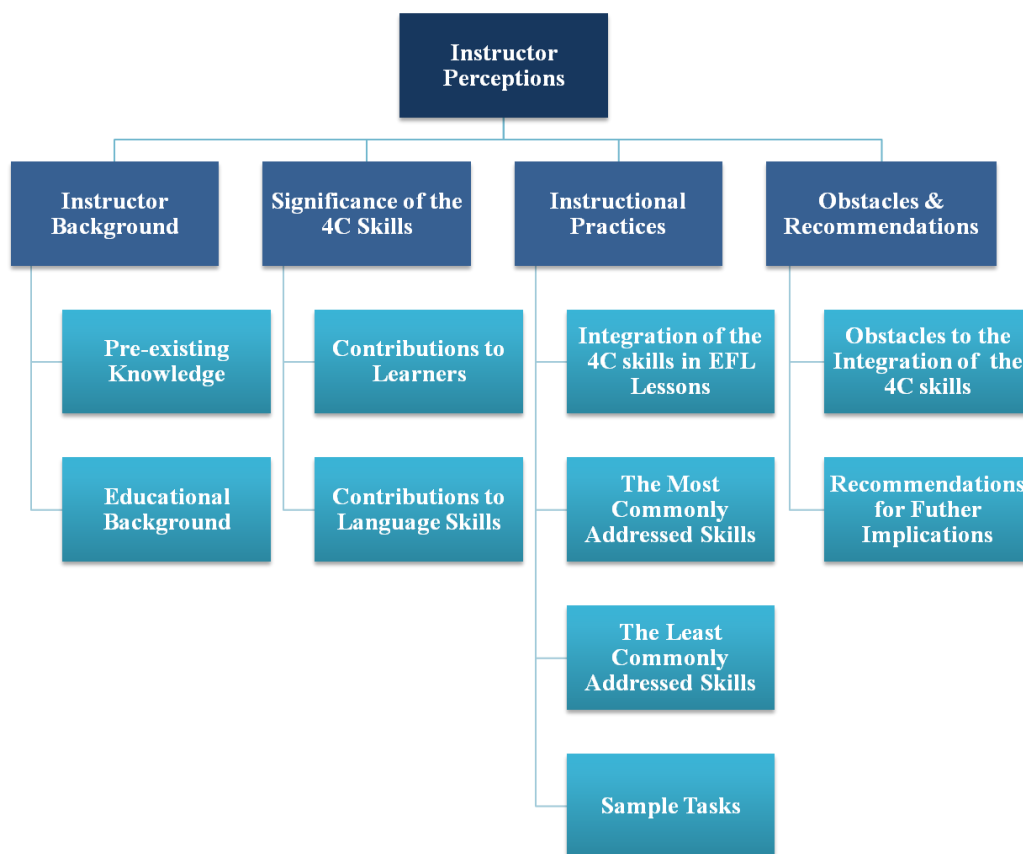 Instructor
Perceptions
Instructor
Background
Significance of the
4C Skills
Instructional
Practices
Obstacles &
Recommendations
Pre-existing
Knowledge
Contributions to
Learners
Integration of the
4C skills in EFL
Lessons
Obstacles to the
Integration of the
4C skills
Educational
Background
Contributions to
Language Skills
The Most
Commonly
Addressed Skills
Recommendations
for Futher
Implications
The Least
Commonly
Addressed Skills
Sample Tasks